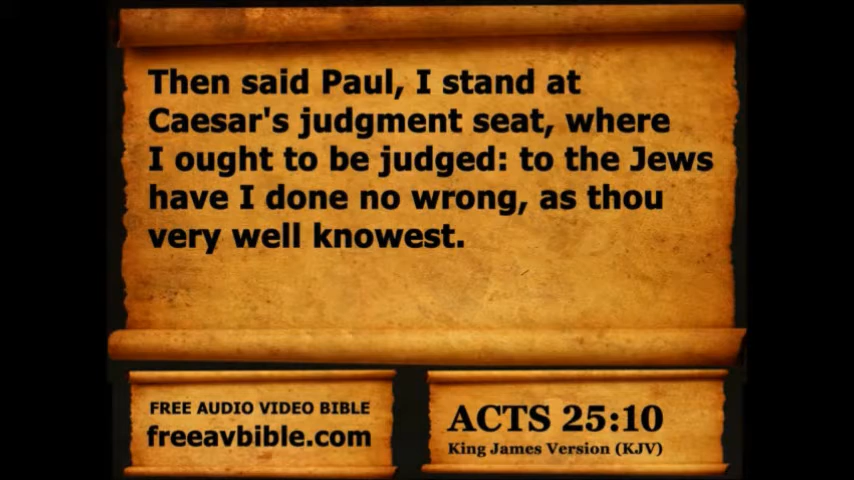 Then said Paul, I stand at
Caesar's judgment seat, where
I ought to be judged: to the Jews
have I done no wrong, as thou
very well knowest.
FREE AUDIO VIDEO BIBLE
freeavbible.com
ACTS 25:10
King James Version (KJV)